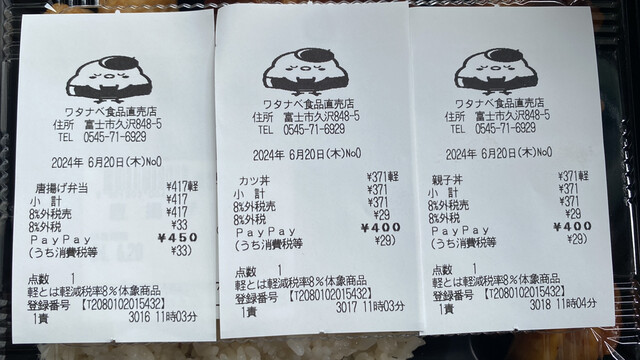 ワタナベ食品直売店
住所 富士市久沢848-5
TEL 0545-71-6929
2024年 6月20日(木)No0
唐揚げ弁当 ¥417軽
小 計 ¥417
8%外税売 ¥417
8%外税 ¥33
PayPay ¥450
(うち消費税等 ¥33)
点数 1
軽とは軽減税率8%体象商品
登録番号 【T2080102015432】
1責 3016 11時03分
ワタナベ食品直売店
住所 富士市久沢848-5
TEL 0545-71-6929
2024年 6月20日(木)No0
カツ丼 ¥371軽
小 計 ¥371
8%外税売 ¥371
8%外税 ¥29
PayPay ¥400
(うち消費税等 ¥29)
点数 1
軽とは軽減税率8%体象商品
登録番号 【T2080102015432】
1責 3017 11時03分
ワタナベ食品直売店
住所 富士市久沢848-5
TEL 0545-71-6929
2024年 6月20日(木)No0
親子丼 ¥371軽
小 計 ¥371
8%外税売 ¥371
8%外税 ¥29
PayPay ¥400
(うち消費税等 ¥29)
点数 1
軽とは軽減税率8%体象商品
登録番号 【T2080102015432】
1責 3018 11時04分